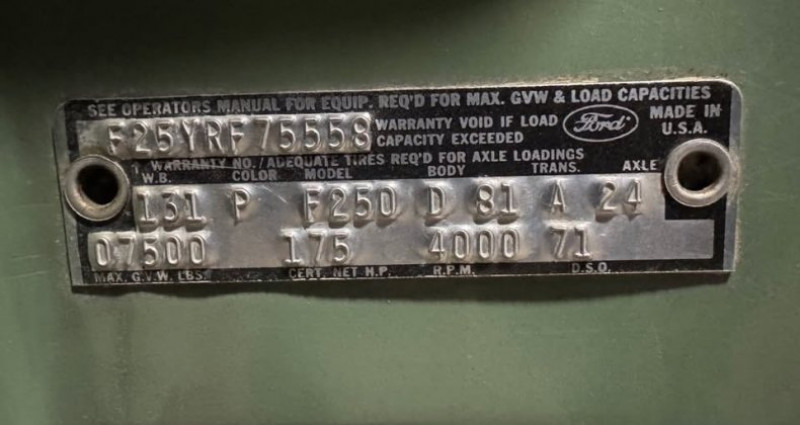 SEE OPERATORS MANUAL FOR EQUIP. REQ'D FOR MAX. GVW & LOAD CAPACITIES
F25YRF75558 WARRANTY VOID IF LOAD CAPACITY EXCEEDED Ford MADE IN U.S.A.
WARRANTY NO./ADEQUATE TIRES REQ'D FOR AXLE LOADINGS
W.B. COLOR MODEL BODY TRANS. AXLE
131 P F250 D 81 A 24
07500 175 4000 71
MAX. G.V.W. LBS. CERT. NET H.P. R.P.M. D.S.O.